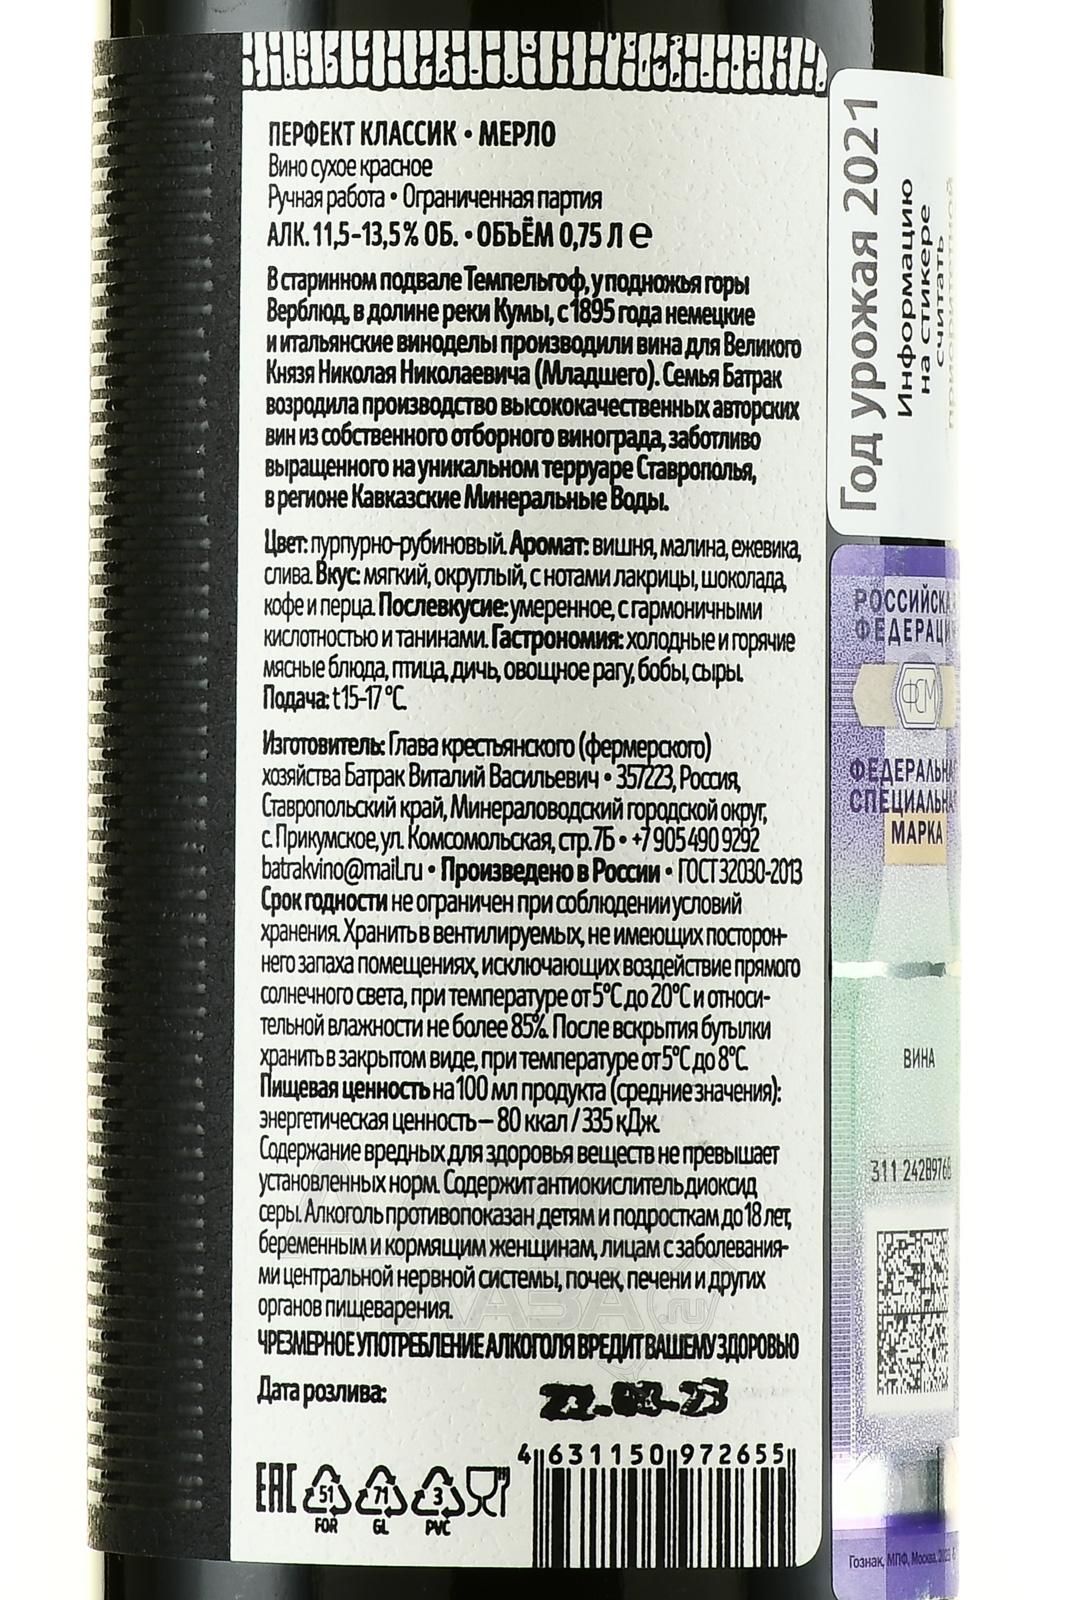 ПЕРФЕКТ КЛАССИК • МЕРЛО
Вино сухое красное
Ручная работа • Ограниченная партия
АЛК. 11,5-13,5% ОБ. • ОБЪЁМ 0,75 Л ℮
В старинном подвале Темпельгоф, у подножья горы
Верблюд, в долине реки Кумы, с 1895 года немецкие
и итальянские виноделы производили вина для Великого
Князя Николая Николаевича (Младшего). Семья Батрак
возродила производство высококачественных авторских
вин из собственного отборного винограда, заботливо
выращенного на уникальном терруаре Ставрополья,
в регионе Кавказские Минеральные Воды.
Цвет: пурпурно-рубиновый. Аромат: вишня, малина, ежевика,
слива. Вкус: мягкий, округлый, с нотами лакрицы, шоколада,
кофе и перца. Послевкусие: умеренное, с гармоничными
кислотностью и танинами. Гастрономия: холодные и горячие
мясные блюда, птица, дичь, овощное рагу, бобы, сыры.
Подача: t 15-17 °C.
Изготовитель: Глава крестьянского (фермерского)
хозяйства Батрак Виталий Васильевич • 357223, Россия,
Ставропольский край, Минераловодский городской округ,
с. Прикумское, ул. Комсомольская, стр. 7Б • +7 905 490 9292
batrakvino@mail.ru • Произведено в России • ГОСТ 32030-2013
Срок годности не ограничен при соблюдении условий
хранения. Хранить в вентилируемых, не имеющих посторон-
него запаха помещениях, исключающих воздействие прямого
солнечного света, при температуре от 5°С до 20°С и относи-
тельной влажности не более 85%. После вскрытия бутылки
хранить в закрытом виде, при температуре от 5°С до 8°С.
Пищевая ценность на 100 мл продукта (средние значения):
энергетическая ценность – 80 ккал / 335 кДж.
Содержание вредных для здоровья веществ не превышает
установленных норм. Содержит антиокислитель диоксид
серы. Алкоголь противопоказан детям и подросткам до 18 лет,
беременным и кормящим женщинам, лицам с заболевания-
ми центральной нервной системы, почек, печени и других
органов пищеварения.
ЧРЕЗМЕРНОЕ УПОТРЕБЛЕНИЕ АЛКОГОЛЯ ВРЕДИТ ВАШЕМУ ЗДОРОВЬЮ
Дата розлива:
EAC 51 71 3
FOR GL PVC
4 631150 972655
Год урожая 2021
Информацию
на стикере
считать
РОССИЙСКАЯ
ФЕДЕРАЦИЯ
ФСМ
ФЕДЕРАЛЬНАЯ
СПЕЦИАЛЬНАЯ
МАРКА
ВИНА
311 24289760
Гознак, МПФ, Москва,
ПЛАЗА.ru